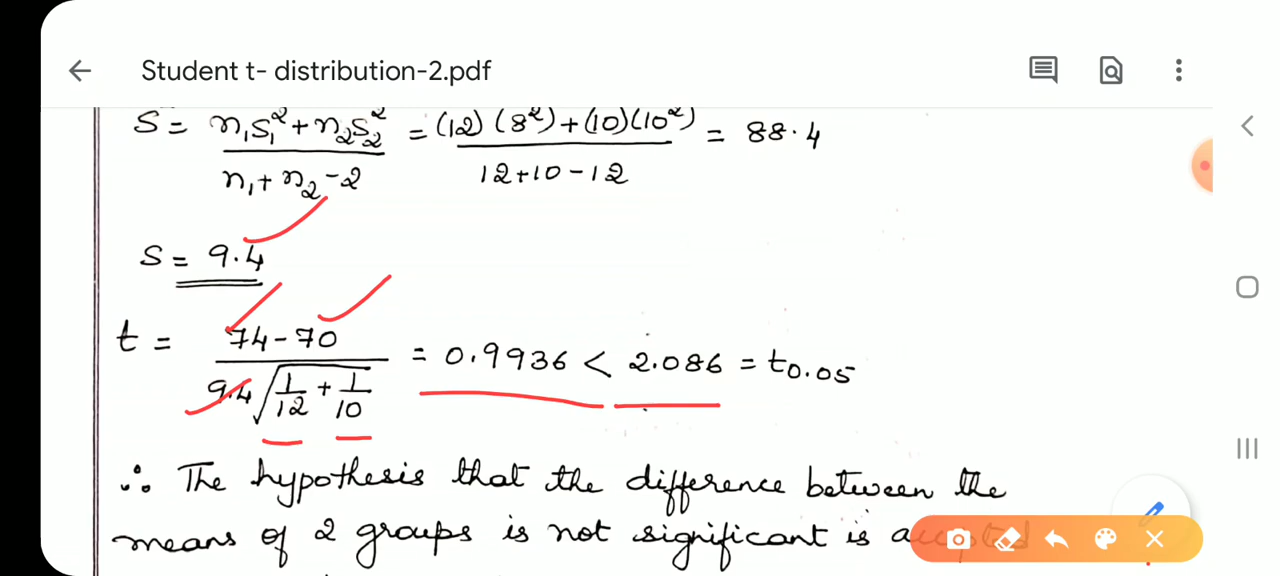 Student t- distribution-2.pdf
S = n₁s₁² + n₂s₂² / n₁ + n₂ - 2 = (12) (8²) + (10) (10²) / 12 + 10 - 12 = 88.4
S = 9.4
t = 74 - 70 / 9.4 √ 1/12 + 1/10 = 0.9936 < 2.086 = t₀.₀₅
∴ The hypothesis that the difference between the
means of 2 groups is not significant is